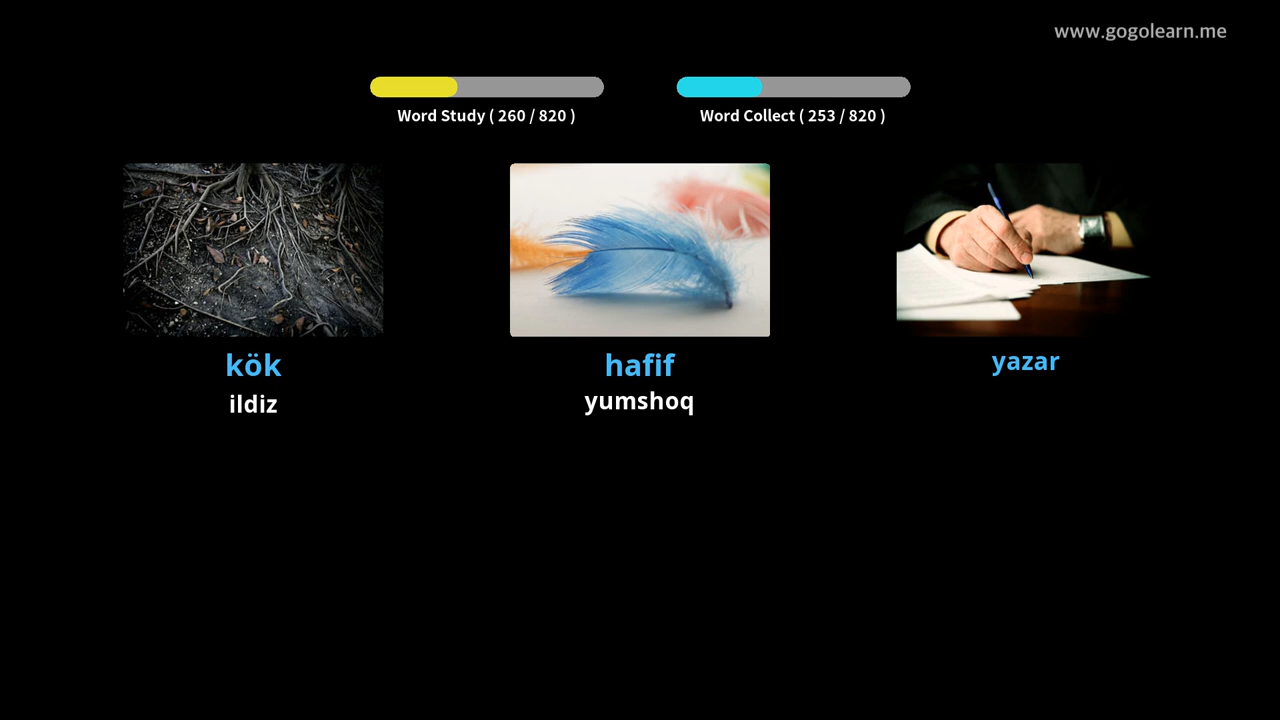 www.gogolearn.me
Word Study ( 260 / 820 )
Word Collect ( 253 / 820 )
kök
ildiz
hafif
yumshoq
yazar